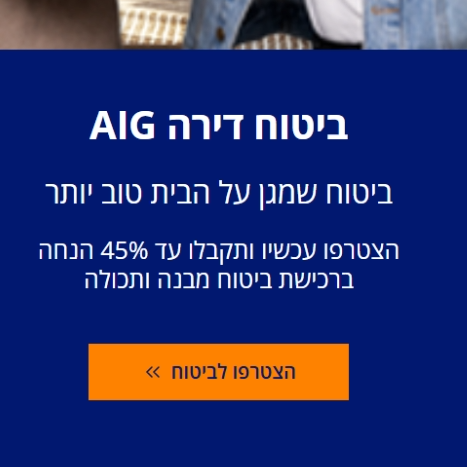 ביטוח דירה AIG
ביטוח שמגן על הבית טוב יותר
הצטרפו עכשיו ותקבלו עד 45% הנחה
ברכישת ביטוח מבנה ותכולה
הצטרפו לביטוח »